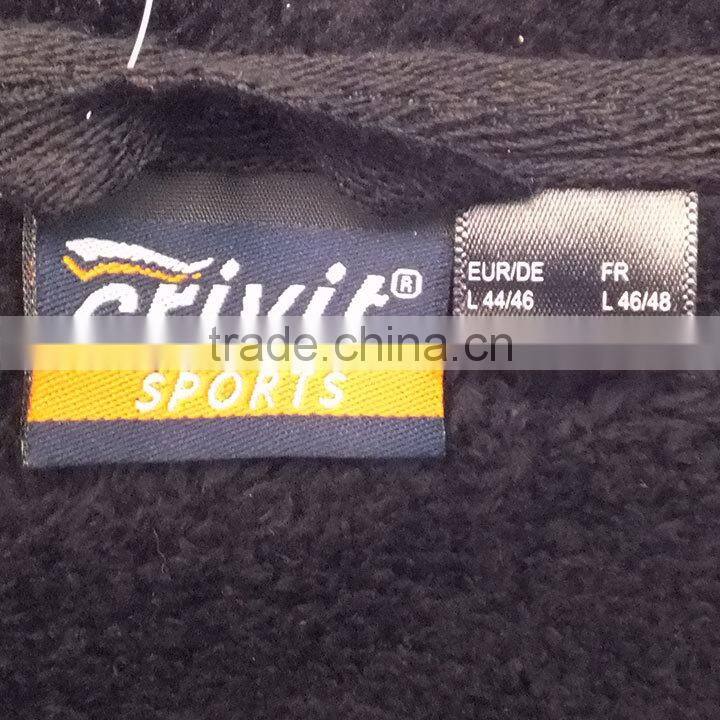 crivit®
SPORTS
EUR/DE FR
L 44/46 L 46/48
trade.china.cn